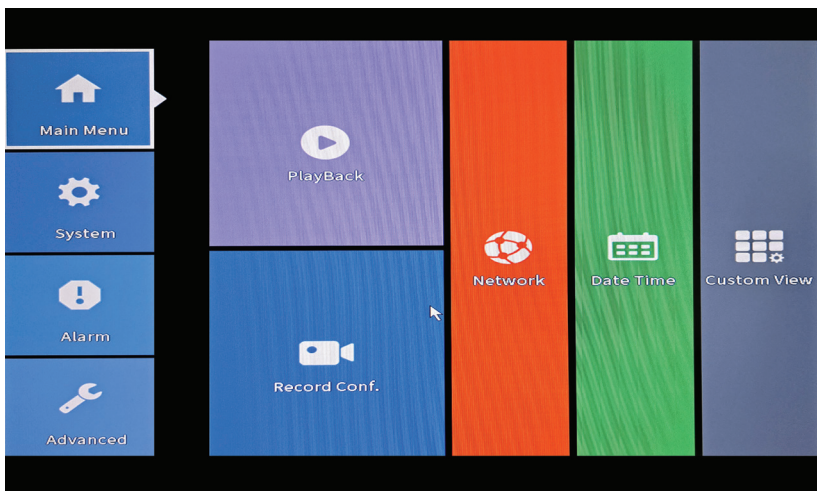 Main Menu
System
Alarm
Advanced
PlayBack
Record Conf.
Network
Date Time
Custom View